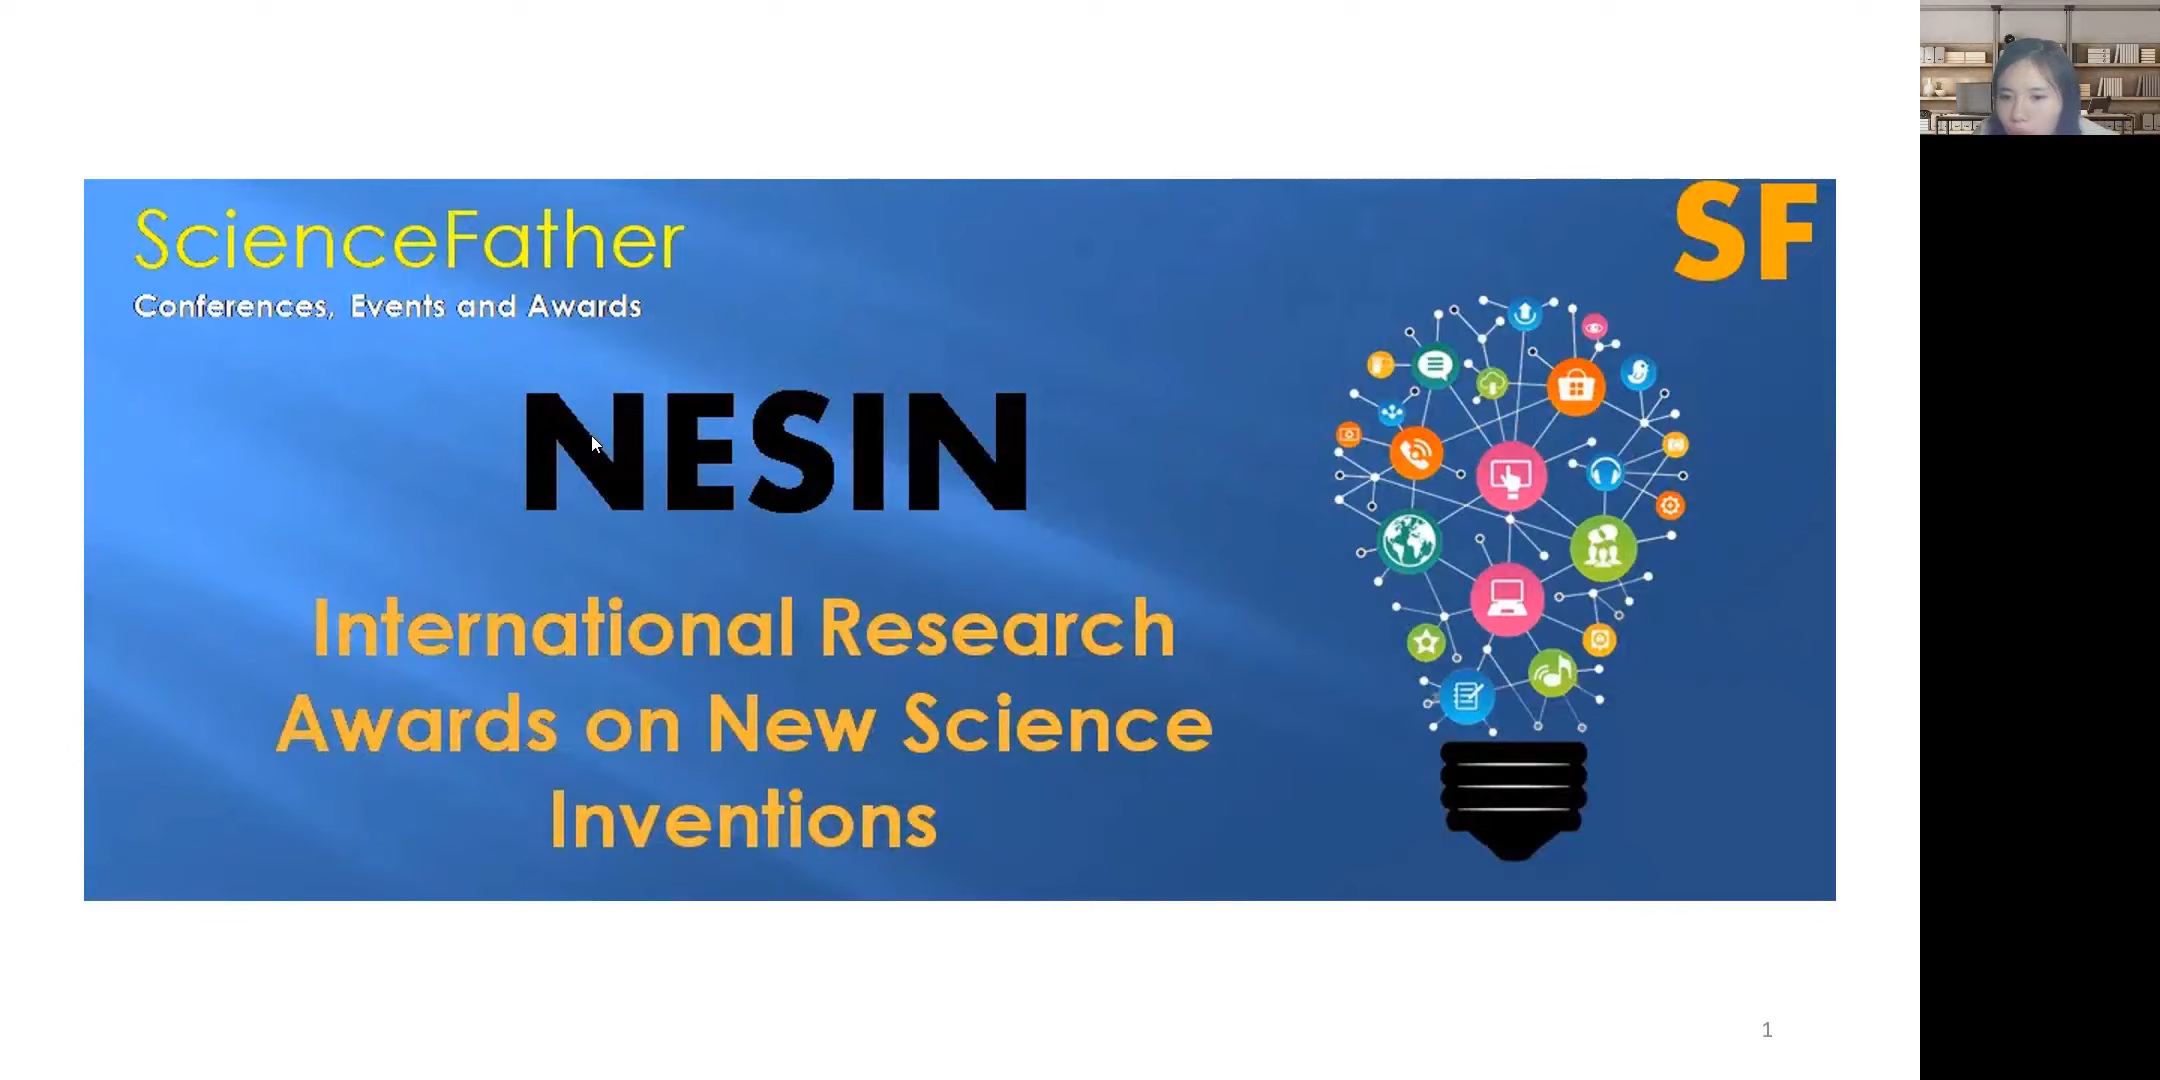 ScienceFather
SF
Conferences, Events and Awards
NESIN
International Research
Awards on New Science
Inventions
1